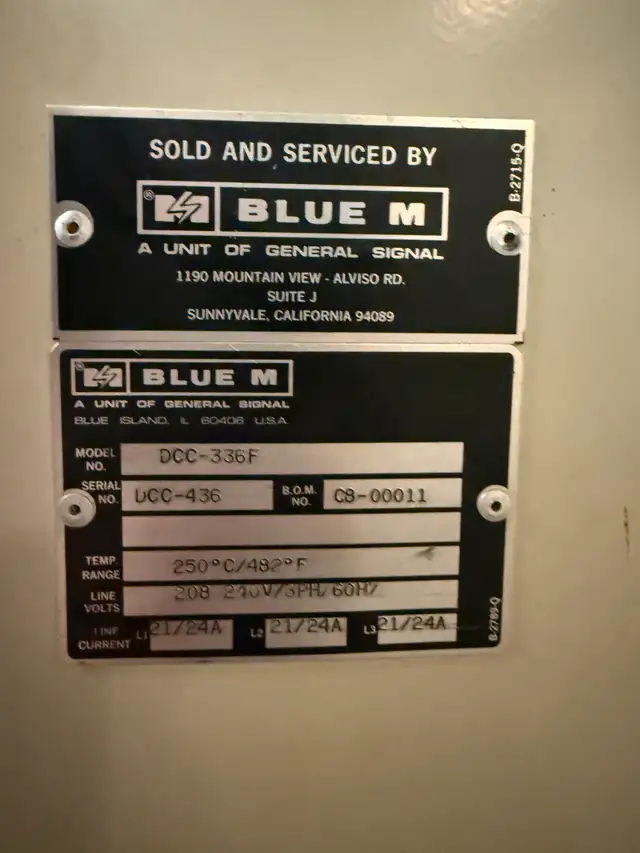 SOLD AND SERVICED BY
B-2715-Q
® BLUE M
A UNIT OF GENERAL SIGNAL
1190 MOUNTAIN VIEW - ALVISO RD.
SUITE J
SUNNYVALE, CALIFORNIA 94089
BLUE M
A UNIT OF GENERAL SIGNAL
BLUE ISLAND, IL 60406 U.S.A.
MODEL NO. DCC-336F
SERIAL NO. DCC-436 B.O.M. NO. C8-00011
TEMP. RANGE 250°C/482°F
LINE VOLTS 208 240V/3PH/60HZ
LINE CURRENT L1 21/24A L2 21/24A L3 21/24A
B-2789-Q